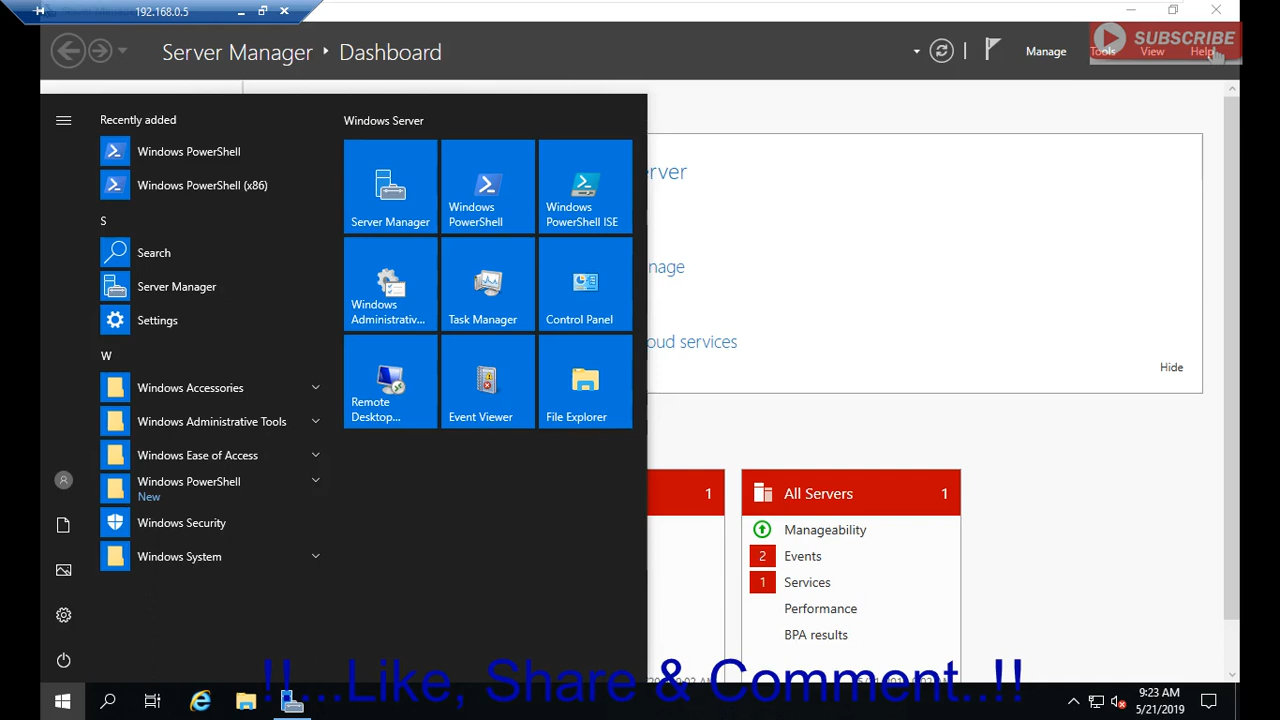 192.168.0.5
Server Manager ‣ Dashboard
Manage
Tools
View
Help
SUBSCRIBE
Recently added
Windows PowerShell
Windows PowerShell (x86)
S
Search
Server Manager
Settings
W
Windows Accessories
Windows Administrative Tools
Windows Ease of Access
Windows PowerShell
New
Windows Security
Windows System
Windows Server
Server Manager
Windows PowerShell
Windows PowerShell ISE
Windows Administrativ...
Task Manager
Control Panel
Remote Desktop...
Event Viewer
File Explorer
erver
nage
oud services
Hide
1
All Servers 1
Manageability
2 Events
1 Services
Performance
BPA results
!!...Like, Share & Comment..!!
9:23 AM
5/21/2019